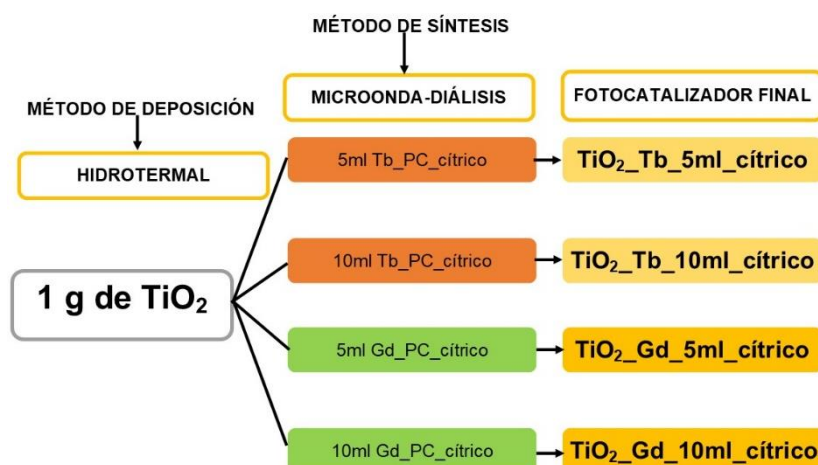 MÉTODO DE SÍNTESIS
MÉTODO DE DEPOSICIÓN
MICROONDA-DIÁLISIS
FOTOCATALIZADOR FINAL
HIDROTERMAL
5ml Tb_PC_cítrico
TiO₂_Tb_5ml_cítrico
10ml Tb_PC_cítrico
TiO₂_Tb_10ml_cítrico
1 g de TiO₂
5ml Gd_PC_cítrico
TiO₂_Gd_5ml_cítrico
10ml Gd_PC_cítrico
TiO₂_Gd_10ml_cítrico